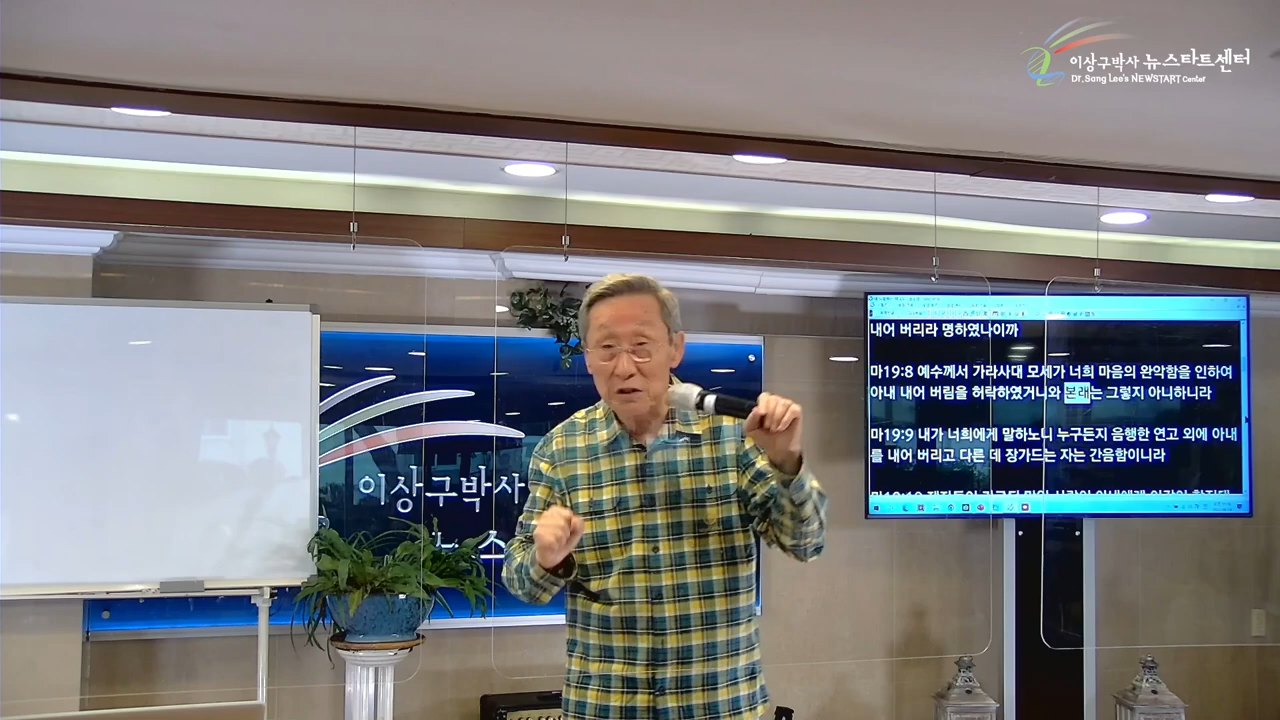 이상구박사 뉴스타트센터
Dr. Sang Lee's NEWSTART Center
내어 버리라 명하였나이까
마19:8 예수께서 가라사대 모세가 너희 마음의 완악함을 인하여
아내 내어 버림을 허락하였거니와 본래는 그렇지 아니하니라
마19:9 내가 너희에게 말하노니 누구든지 음행한 연고 외에 아내
를 내어 버리고 다른 데 장가드는 자는 간음함이니라
이상구박사
뉴스